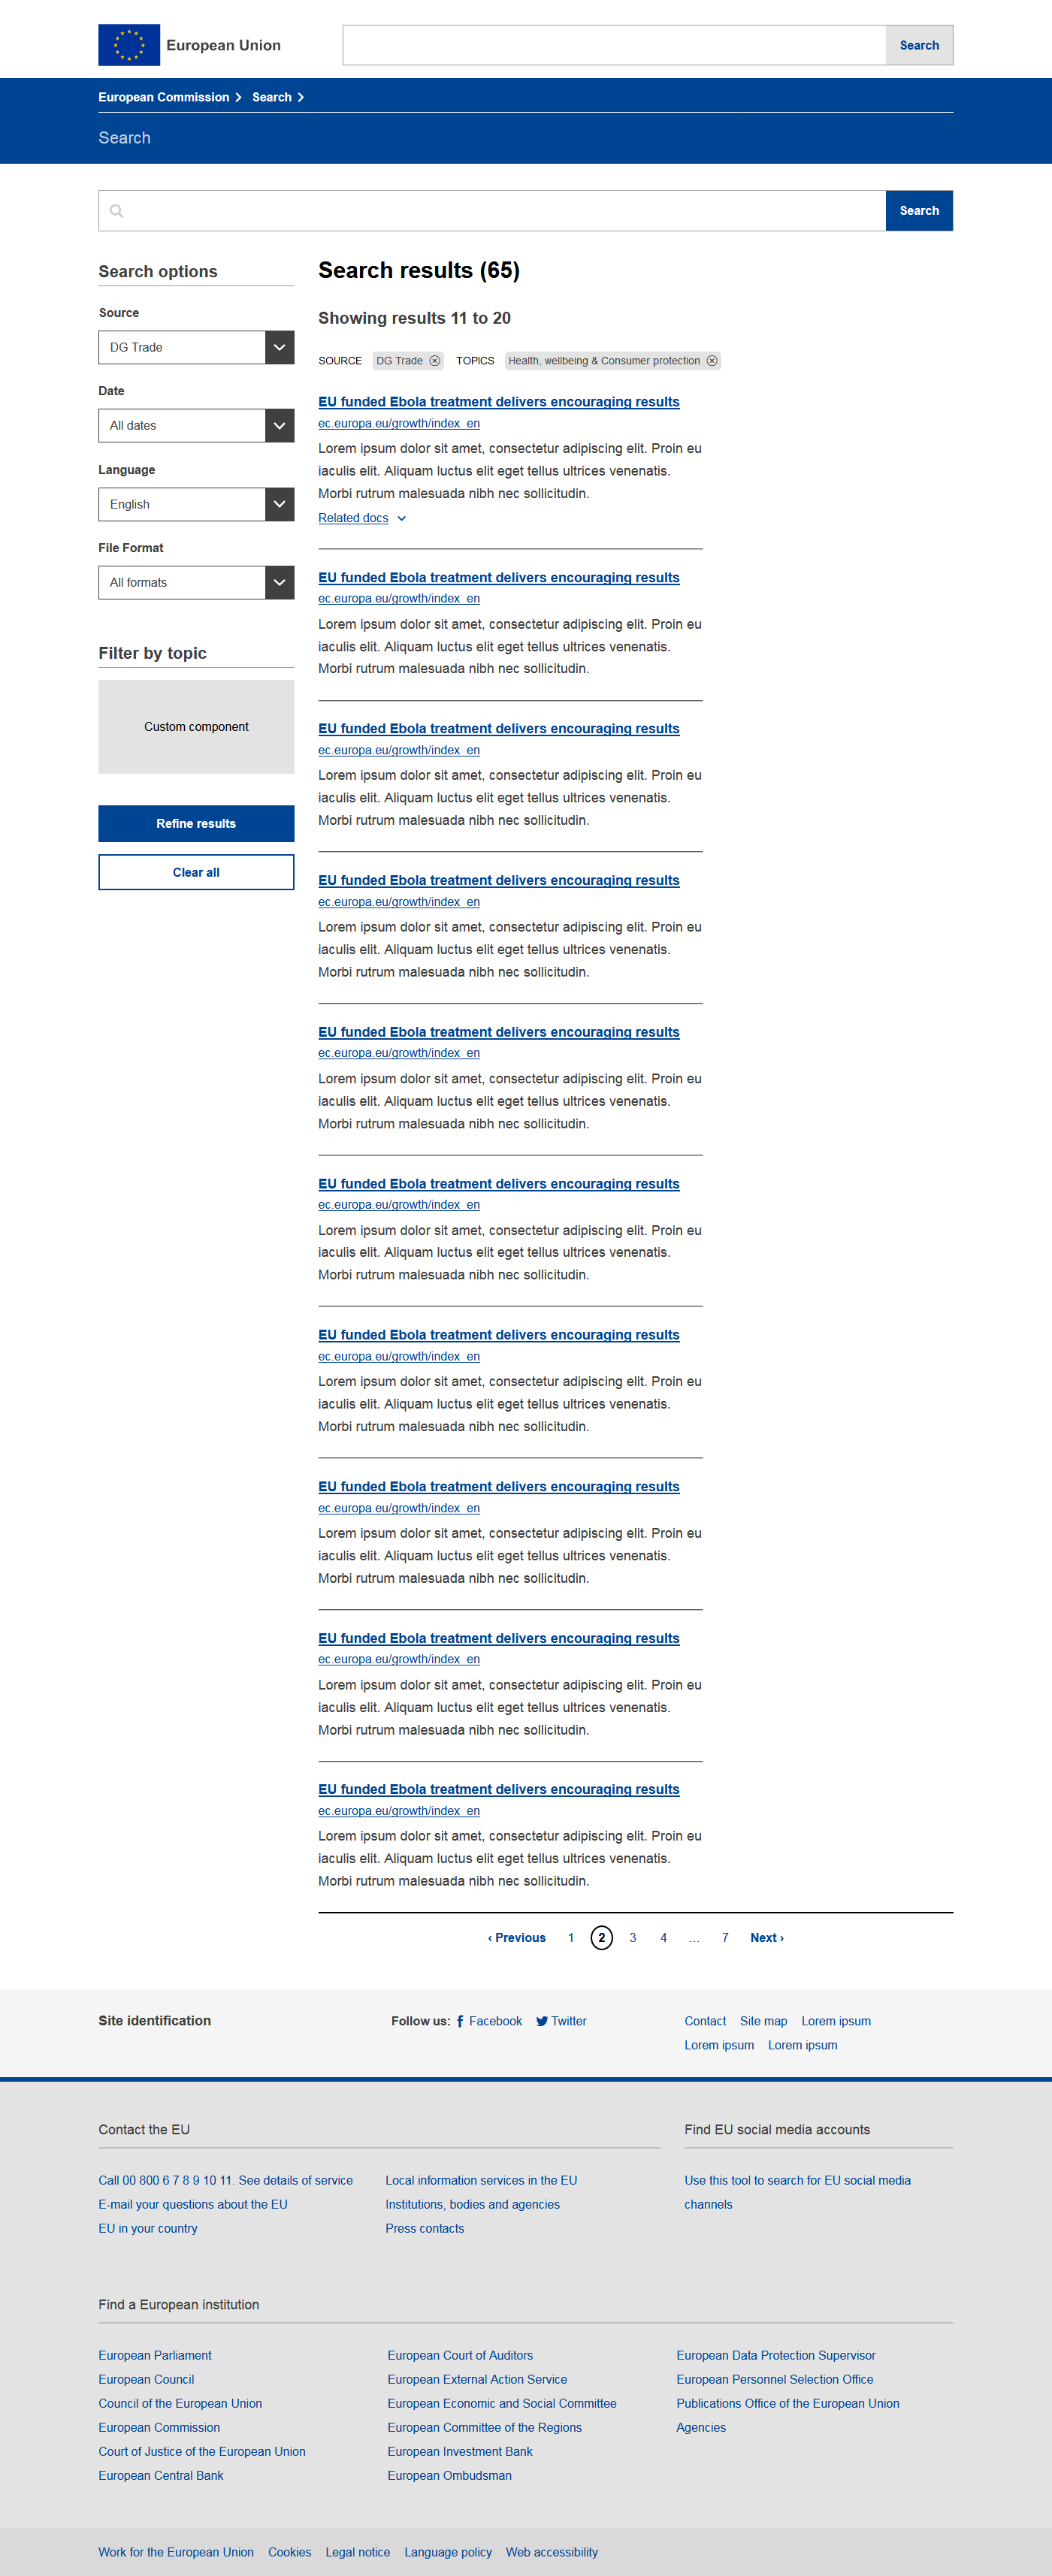 European Union
Search
European Commission Search
Search
Search
Search options
Source
DG Trade
Date
All dates
Language
English
File Format
All formats
Filter by topic
Custom component
Refine results
Clear all
Search results (65)
Showing results 11 to 20
SOURCE DG Trade TOPICS Health, wellbeing & Consumer protection
EU funded Ebola treatment delivers encouraging results
ec.europa.eu/growth/index_en
Lorem ipsum dolor sit amet, consectetur adipiscing elit. Proin eu
iaculis elit. Aliquam luctus elit eget tellus ultrices venenatis.
Morbi rutrum malesuada nibh nec sollicitudin.
Related docs
EU funded Ebola treatment delivers encouraging results
ec.europa.eu/growth/index_en
Lorem ipsum dolor sit amet, consectetur adipiscing elit. Proin eu
iaculis elit. Aliquam luctus elit eget tellus ultrices venenatis.
Morbi rutrum malesuada nibh nec sollicitudin.
EU funded Ebola treatment delivers encouraging results
ec.europa.eu/growth/index_en
Lorem ipsum dolor sit amet, consectetur adipiscing elit. Proin eu
iaculis elit. Aliquam luctus elit eget tellus ultrices venenatis.
Morbi rutrum malesuada nibh nec sollicitudin.
EU funded Ebola treatment delivers encouraging results
ec.europa.eu/growth/index_en
Lorem ipsum dolor sit amet, consectetur adipiscing elit. Proin eu
iaculis elit. Aliquam luctus elit eget tellus ultrices venenatis.
Morbi rutrum malesuada nibh nec sollicitudin.
EU funded Ebola treatment delivers encouraging results
ec.europa.eu/growth/index_en
Lorem ipsum dolor sit amet, consectetur adipiscing elit. Proin eu
iaculis elit. Aliquam luctus elit eget tellus ultrices venenatis.
Morbi rutrum malesuada nibh nec sollicitudin.
EU funded Ebola treatment delivers encouraging results
ec.europa.eu/growth/index_en
Lorem ipsum dolor sit amet, consectetur adipiscing elit. Proin eu
iaculis elit. Aliquam luctus elit eget tellus ultrices venenatis.
Morbi rutrum malesuada nibh nec sollicitudin.
EU funded Ebola treatment delivers encouraging results
ec.europa.eu/growth/index_en
Lorem ipsum dolor sit amet, consectetur adipiscing elit. Proin eu
iaculis elit. Aliquam luctus elit eget tellus ultrices venenatis.
Morbi rutrum malesuada nibh nec sollicitudin.
EU funded Ebola treatment delivers encouraging results
ec.europa.eu/growth/index_en
Lorem ipsum dolor sit amet, consectetur adipiscing elit. Proin eu
iaculis elit. Aliquam luctus elit eget tellus ultrices venenatis.
Morbi rutrum malesuada nibh nec sollicitudin.
EU funded Ebola treatment delivers encouraging results
ec.europa.eu/growth/index_en
Lorem ipsum dolor sit amet, consectetur adipiscing elit. Proin eu
iaculis elit. Aliquam luctus elit eget tellus ultrices venenatis.
Morbi rutrum malesuada nibh nec sollicitudin.
EU funded Ebola treatment delivers encouraging results
ec.europa.eu/growth/index_en
Lorem ipsum dolor sit amet, consectetur adipiscing elit. Proin eu
iaculis elit. Aliquam luctus elit eget tellus ultrices venenatis.
Morbi rutrum malesuada nibh nec sollicitudin.
‹ Previous 1 2 3 4 ... 7 Next ›
Site identification
Follow us: Facebook Twitter
Contact Site map Lorem ipsum
Lorem ipsum Lorem ipsum
Contact the EU
Call 00 800 6 7 8 9 10 11. See details of service
E-mail your questions about the EU
EU in your country
Local information services in the EU
Institutions, bodies and agencies
Press contacts
Find EU social media accounts
Use this tool to search for EU social media
channels
Find a European institution
European Parliament
European Council
Council of the European Union
European Commission
Court of Justice of the European Union
European Central Bank
European Court of Auditors
European External Action Service
European Economic and Social Committee
European Committee of the Regions
European Investment Bank
European Ombudsman
European Data Protection Supervisor
European Personnel Selection Office
Publications Office of the European Union
Agencies
Work for the European Union Cookies Legal notice Language policy Web accessibility